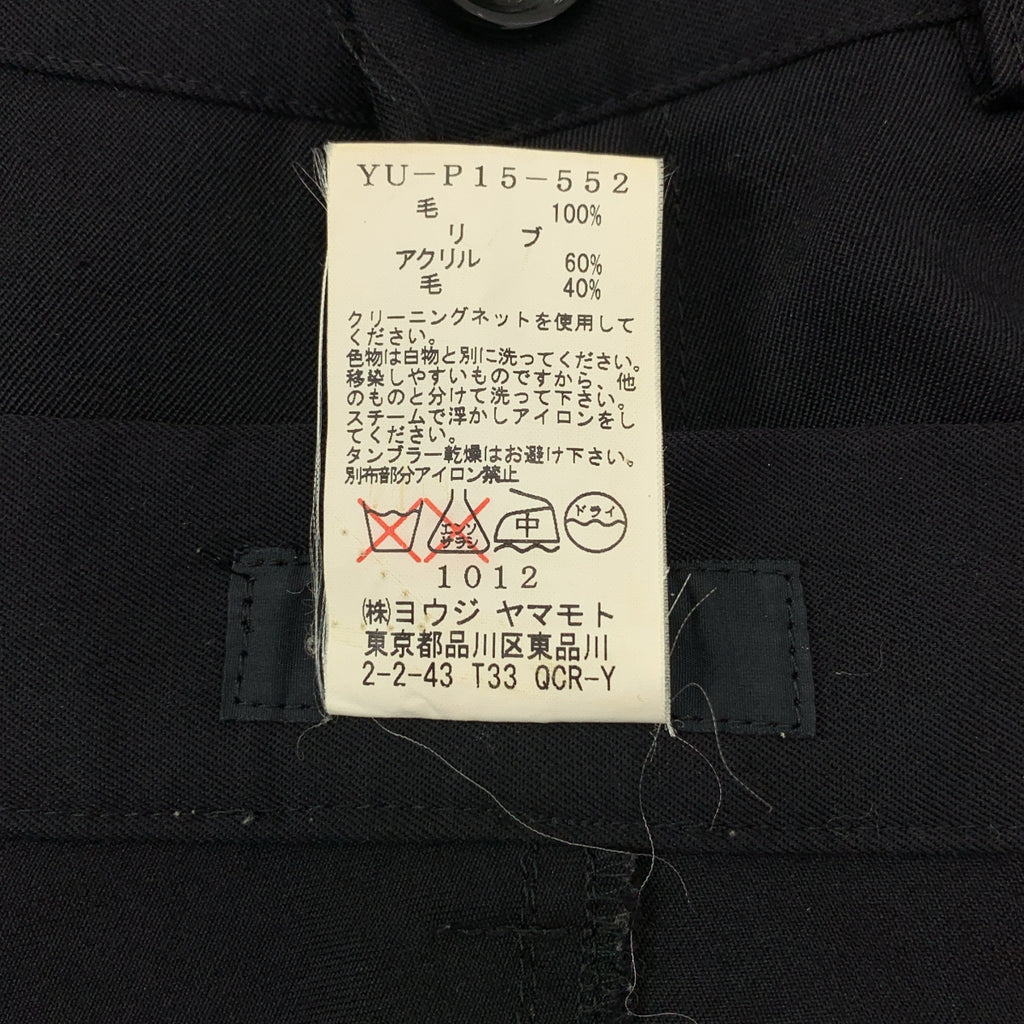 YU-P15-552
毛 100%
リブ
アクリル 60%
毛 40%
クリーニングネットを使用して
ください。
色物は白物と別に洗ってください。
移染しやすいものですから、他
のものと分けて洗って下さい。
スチームで浮かしアイロンをし
てください。
タンブラー乾燥はお避け下さい。
別布部分アイロン禁止
エンソ サラシ 中 ドライ
1012
㈱ヨウジ ヤマモト
東京都品川区東品川
2-2-43 T33 QCR-Y